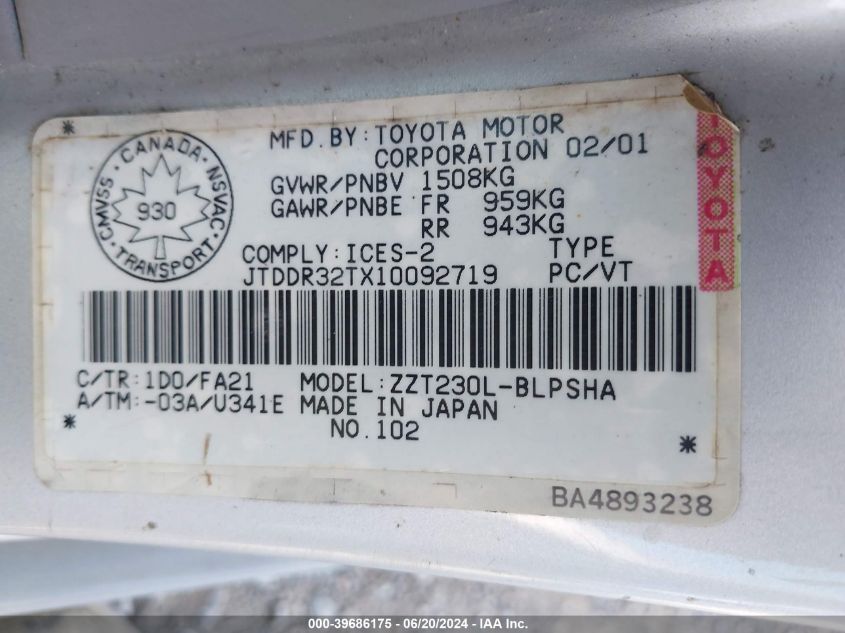 MFD. BY: TOYOTA MOTOR
CORPORATION 02/01
GVWR/PNBV 1508KG
GAWR/PNBE FR 959KG
RR 943KG
CANADA · NSVAC · TRANSPORT · CMVSS ·
930
TOYOTA
COMPLY: ICES-2 TYPE
JTDDR32TX10092719 PC/VT
C/TR: 1D0/FA21 MODEL: ZZT230L-BLPSHA
A/TM: -03A/U341E MADE IN JAPAN
NO. 102
BA4893238
000-39686175 - 06/20/2024 - IAA Inc.